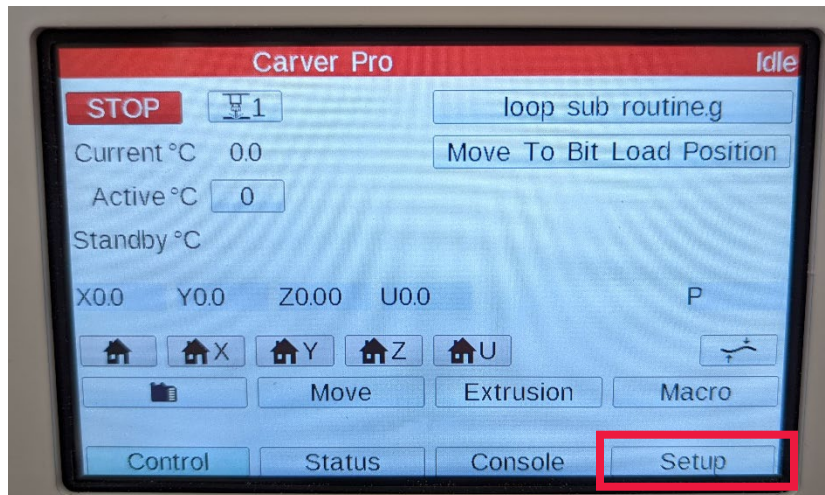 Carver Pro Idle
STOP 1 loop sub routine.g
Current °C 0.0 Move To Bit Load Position
Active °C 0
Standby °C
X0.0 Y0.0 Z0.00 U0.0 P
X Y Z U
Move Extrusion Macro
Control Status Console Setup